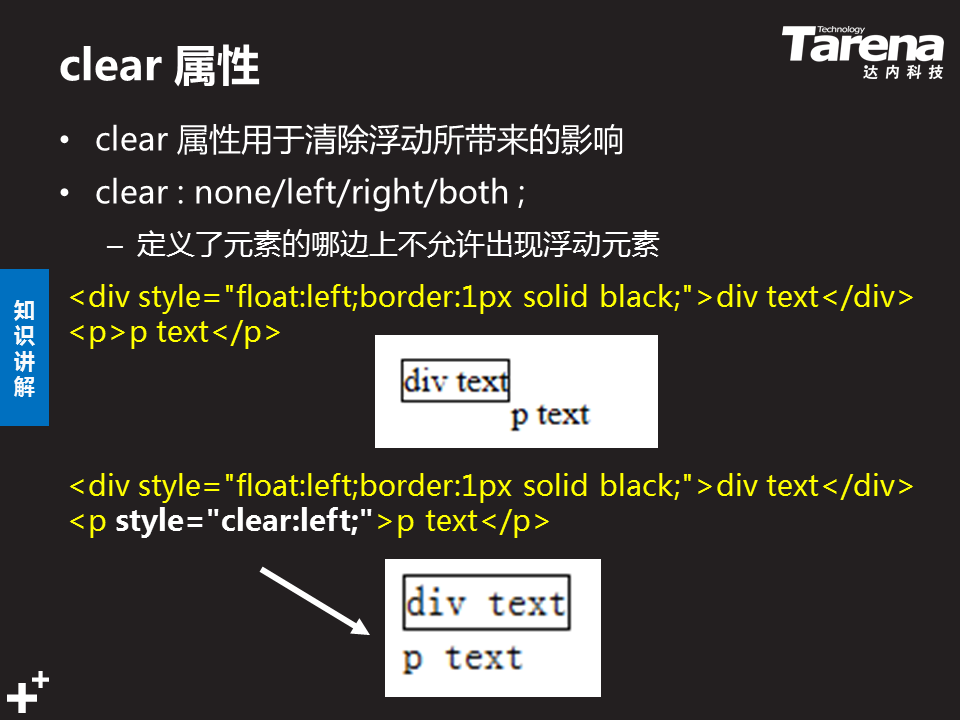 clear 属性
Technology
Tarena
达内科技
• clear 属性用于清除浮动所带来的影响
• clear : none/left/right/both ;
– 定义了元素的哪边上不允许出现浮动元素
知识讲解
<div style="float:left;border:1px solid black;">div text</div>
<p>p text</p>
div text
p text
<div style="float:left;border:1px solid black;">div text</div>
<p style="clear:left;">p text</p>
div text
p text